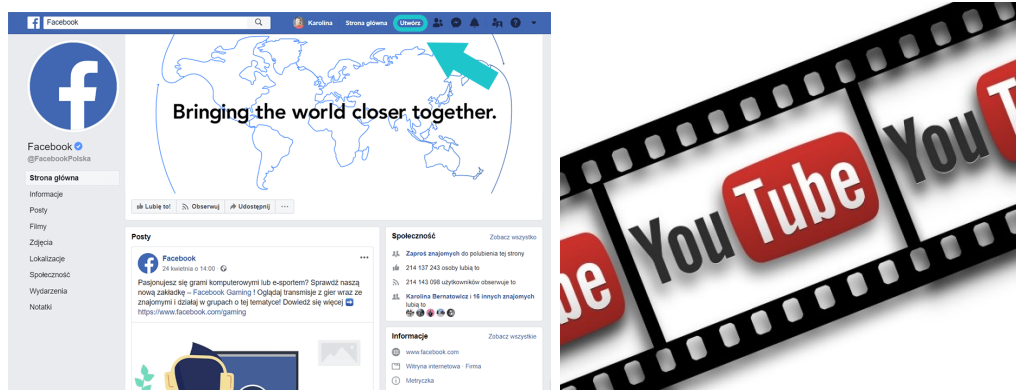 Facebook
Karolina Strona główna Utwórz
Bringing the world closer together.
Facebook
@FacebookPolska
Strona główna
Informacje
Posty
Filmy
Zdjęcia
Lokalizacje
Społeczność
Wydarzenia
Notatki
Lubię to! Obserwuj Udostępnij ...
Posty
Facebook
24 kwietnia o 14:00 ·
Pasjonujesz się grami komputerowymi lub e-sportem? Sprawdź naszą
nową zakładkę – Facebook Gaming ! Oglądaj transmisje z gier wraz ze
znajomymi i działaj w grupach o tej tematyce! Dowiedz się więcej ➡
https://www.facebook.com/gaming
Społeczność Zobacz wszystko
Zaproś znajomych do polubienia tej strony
214 137 243 osoby lubią to
214 143 098 użytkowników obserwuje to
Karolina Bernatowicz i 16 innych znajomych
lubią to
Informacje Zobacz wszystkie
www.facebook.com
Witryna internetowa · Firma
Metryczka
be
YouTube
YouT